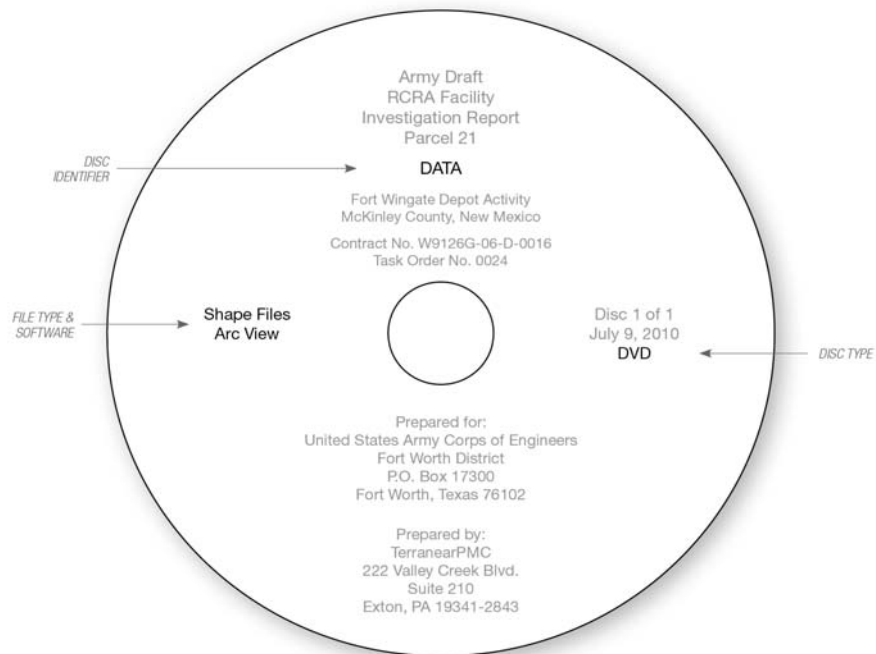 Army Draft
RCRA Facility
Investigation Report
Parcel 21
DISC
IDENTIFIER
DATA
Fort Wingate Depot Activity
McKinley County, New Mexico
Contract No. W9126G-06-D-0016
Task Order No. 0024
FILE TYPE &
SOFTWARE
Shape Files
Arc View
Disc 1 of 1
July 9, 2010
DVD
DISC TYPE
Prepared for:
United States Army Corps of Engineers
Fort Worth District
P.O. Box 17300
Fort Worth, Texas 76102
Prepared by:
TerranearPMC
222 Valley Creek Blvd.
Suite 210
Exton, PA 19341-2843